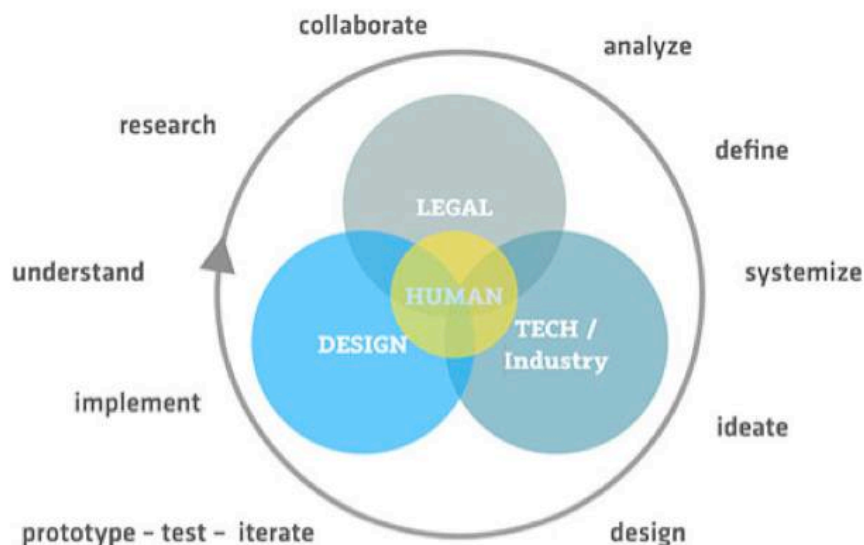 collaborate
analyze
research
define
LEGAL
understand
HUMAN
systemize
DESIGN
TECH /
Industry
implement
ideate
prototype – test – iterate
design